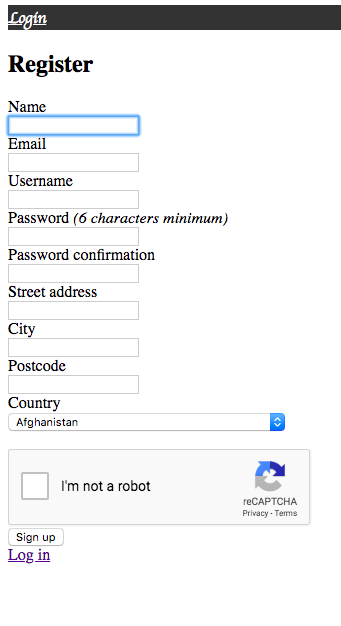 Login
Register
Name
Email
Username
Password (6 characters minimum)
Password confirmation
Street address
City
Postcode
Country
Afghanistan
I'm not a robot
reCAPTCHA
Privacy - Terms
Sign up
Log in